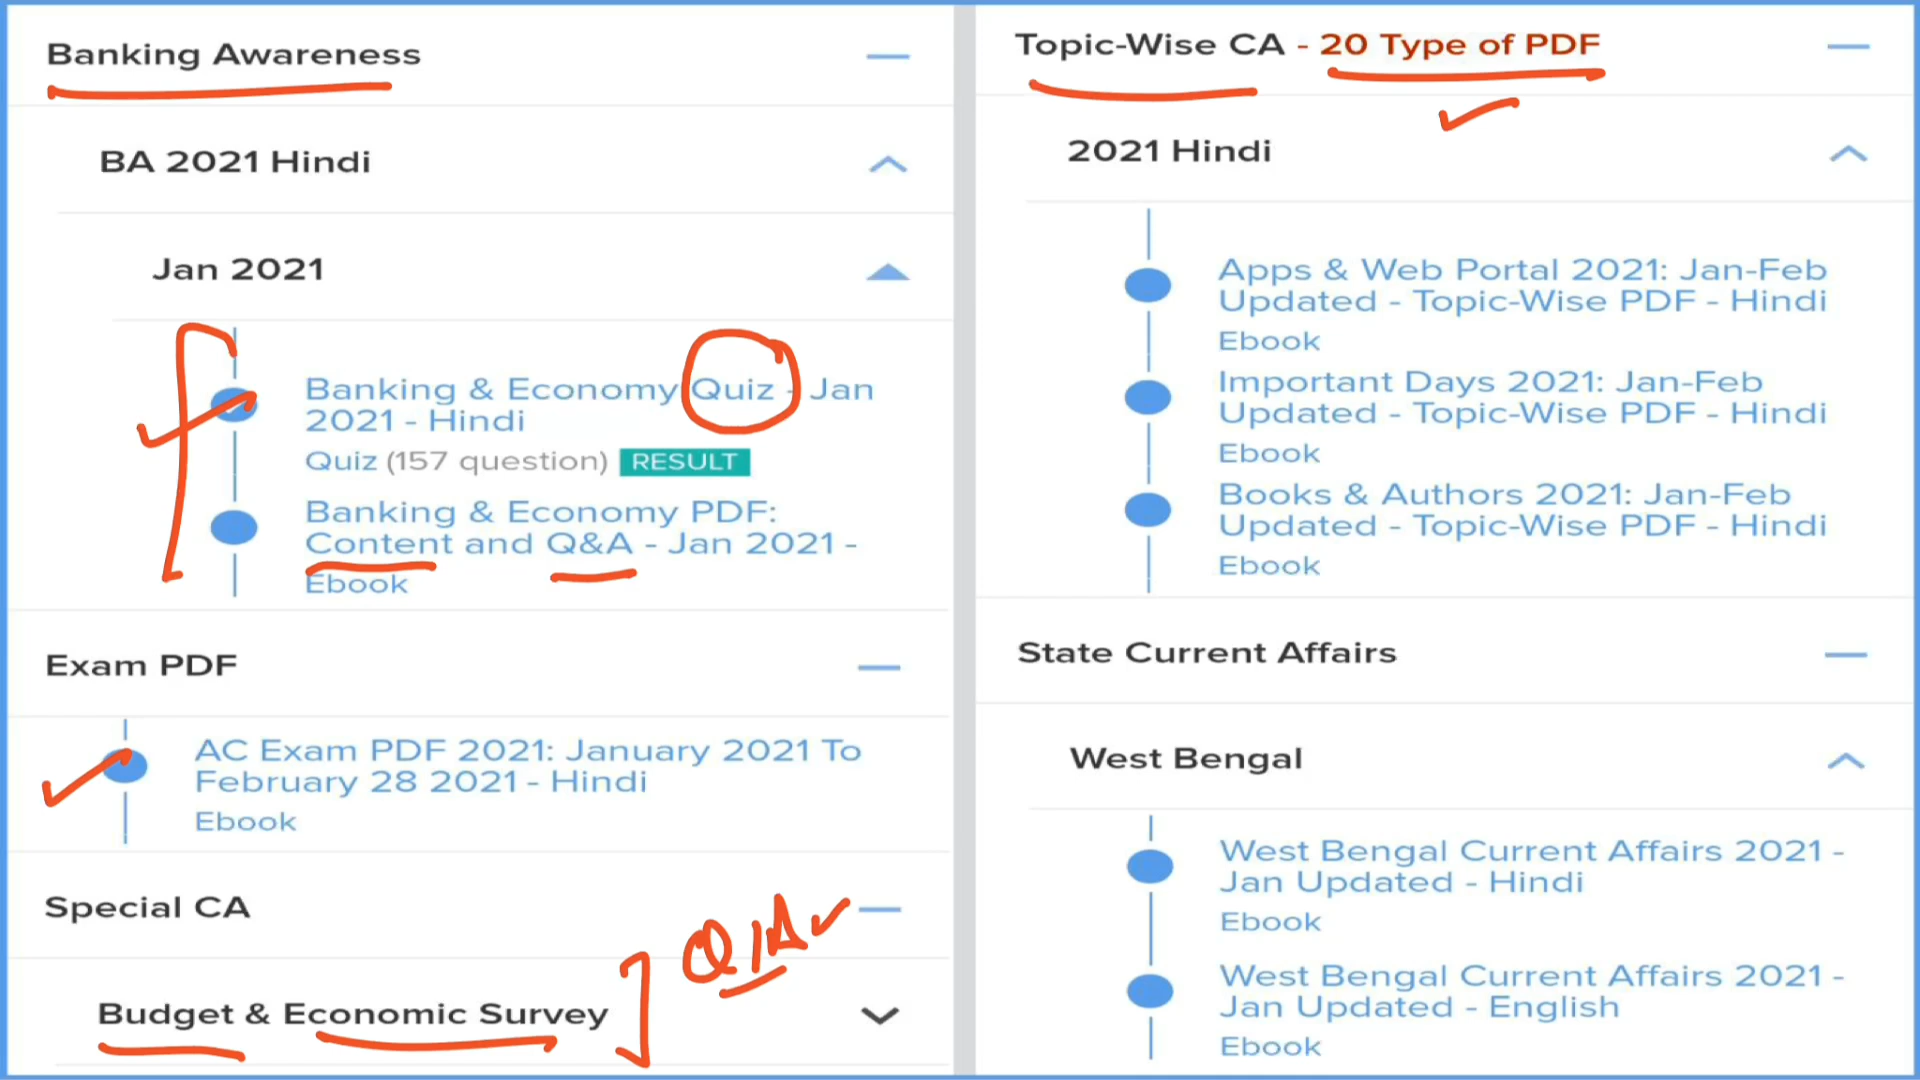 Banking Awareness
BA 2021 Hindi
Jan 2021
Banking & Economy Quiz - Jan
2021 - Hindi
Quiz (157 question) RESULT
Banking & Economy PDF:
Content and Q&A - Jan 2021 -
Ebook
Exam PDF
AC Exam PDF 2021: January 2021 To
February 28 2021 - Hindi
Ebook
Special CA
Budget & Economic Survey
Topic-Wise CA - 20 Type of PDF
2021 Hindi
Apps & Web Portal 2021: Jan-Feb
Updated - Topic-Wise PDF - Hindi
Ebook
Important Days 2021: Jan-Feb
Updated - Topic-Wise PDF - Hindi
Ebook
Books & Authors 2021: Jan-Feb
Updated - Topic-Wise PDF - Hindi
Ebook
State Current Affairs
West Bengal
West Bengal Current Affairs 2021 -
Jan Updated - Hindi
Ebook
West Bengal Current Affairs 2021 -
Jan Updated - English
Ebook